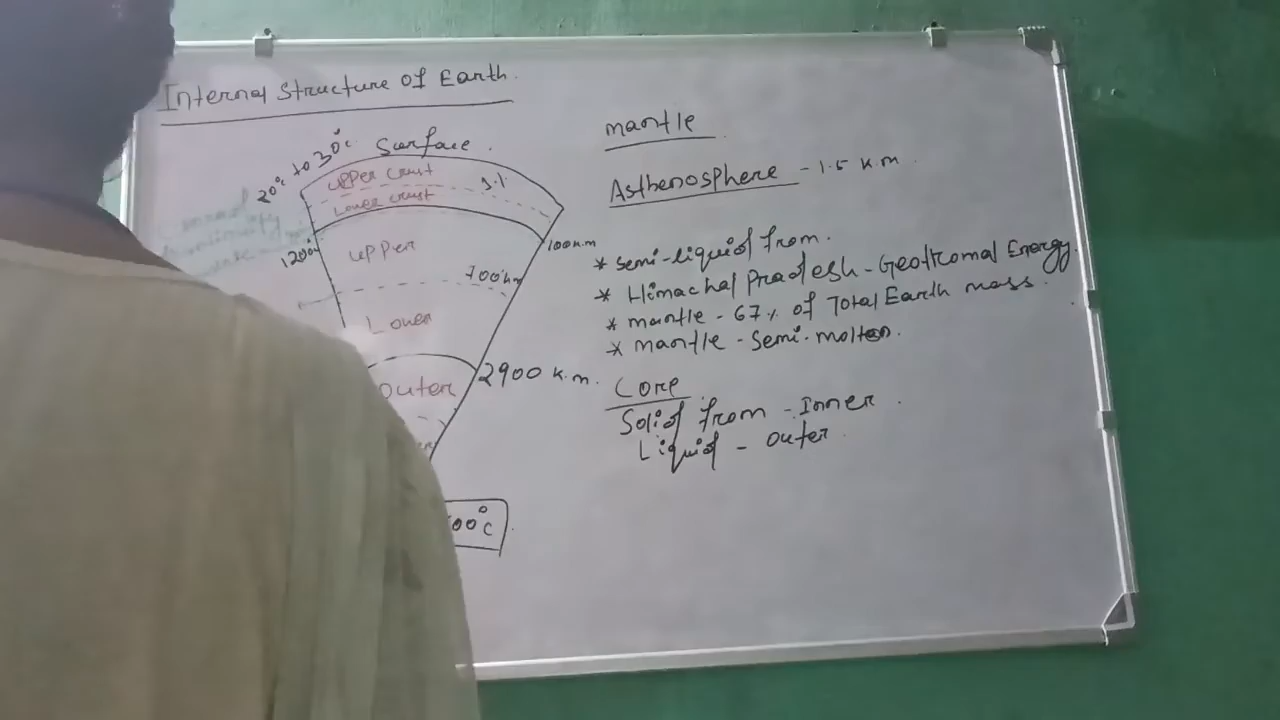 Internal Structure Of Earth.
20°c to 30°c
Surface.
upper crust
1%
Lower crust
1200°
100 k.m
upper
700 km
Lower
2900 k.m.
outer
00°C
mantle
Asthenosphere - 1.5 km
* semi-liquid from.
* Himachal Pradesh - Geothromal Energy.
* mantle - 67% of Total Earth mass.
* mantle - semi-molten.
Core
Solid from - Inner.
Liquid - outer.